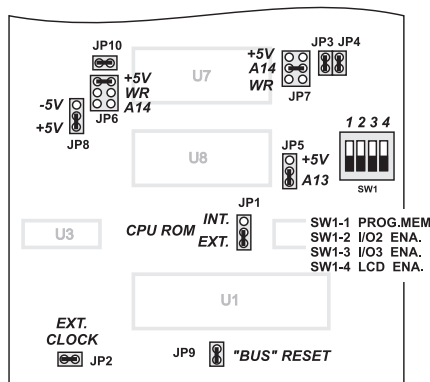 JP10
U7
+5V
A14
WR
JP7
JP3 JP4
+5V
WR
A14
JP6
-5V
+5V
JP8
U8
JP5
+5V
A13
1 2 3 4
SW1
JP1
CPU ROM
INT.
EXT.
U3
SW1-1 PROG.MEM
SW1-2 I/O2 ENA.
SW1-3 I/O3 ENA.
SW1-4 LCD ENA.
U1
EXT.
CLOCK
JP2
JP9
"BUS" RESET